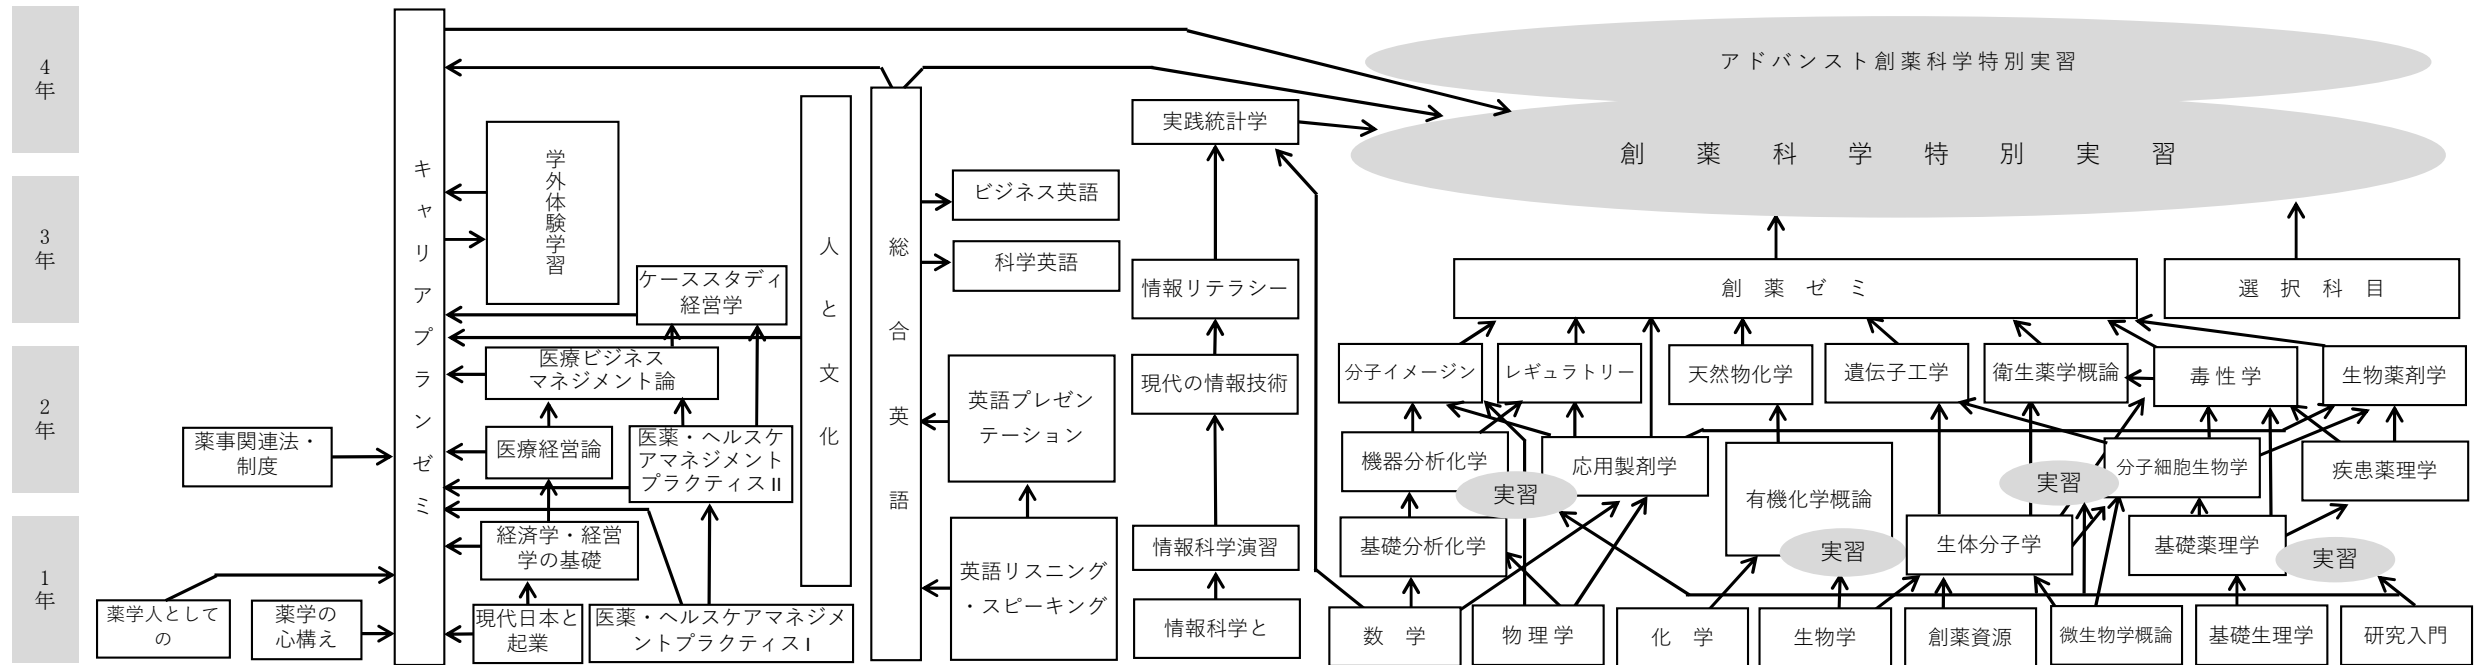 4
年
3
年
2
年
1
年
薬事関連法・
制度
薬学人として
の
薬学の
心構え
キャリアプランゼミ
学外体験学習
ケーススタディ
経営学
医療ビジネス
マネジメント論
医療経営論
医薬・ヘルスケ
アマネジメント
プラクティスⅡ
経済学・経営
学の基礎
現代日本と
起業
医薬・ヘルスケアマネジメ
ントプラクティスⅠ
人と文化
総合英語
ビジネス英語
科学英語
英語プレゼン
テーション
英語リスニング
・スピーキング
実践統計学
情報リテラシー
現代の情報技術
情報科学演習
情報科学と
アドバンスト創薬科学特別実習
創薬科学特別実習
創薬ゼミ
選択科目
分子イメージン
レギュラトリー
天然物化学
遺伝子工学
衛生薬学概論
毒性学
生物薬剤学
機器分析化学
応用製剤学
有機化学概論
分子細胞生物学
疾患薬理学
実習
実習
基礎分析化学
実習
生体分子学
基礎薬理学
実習
数学
物理学
化学
生物学
創薬資源
微生物学概論
基礎生理学
研究入門